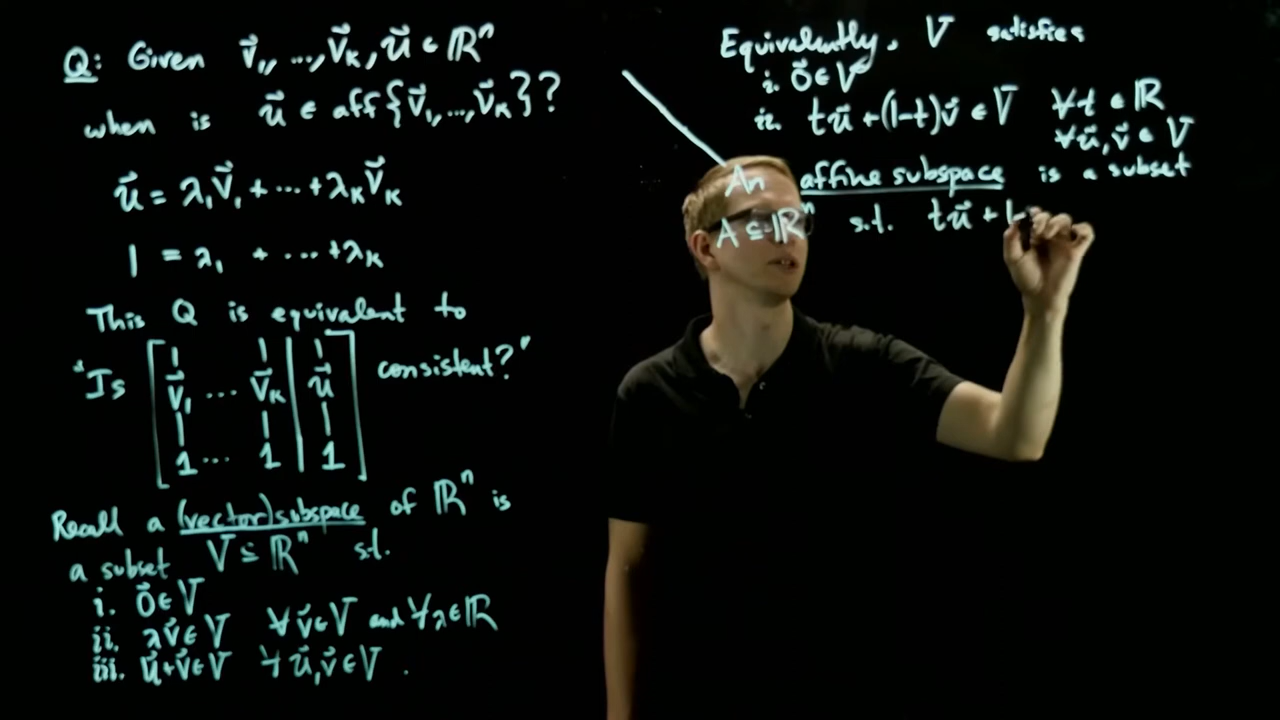 Q: Given v⃗₁, ..., v⃗ₖ, u⃗ ∈ ℝⁿ
when is u⃗ ∈ aff{v⃗₁, ..., v⃗ₖ}?
u⃗ = λ₁v⃗₁ + ... + λₖv⃗ₖ
1 = λ₁ + ... + λₖ
This Q is equivalent to
"Is [ v⃗₁ ... v⃗ₖ | u⃗ ] consistent?"
1 ... 1 | 1
Recall a (vector) subspace of ℝⁿ is
a subset V ⊆ ℝⁿ s.t.
i. 0⃗ ∈ V
ii. λv⃗ ∈ V ∀ v⃗ ∈ V and ∀ λ ∈ ℝ
iii. u⃗ + v⃗ ∈ V ∀ u⃗, v⃗ ∈ V.
Equivalently, V satisfies
i. 0⃗ ∈ V
ii. tu⃗ + (1-t)v⃗ ∈ V ∀ t ∈ ℝ
∀ u⃗, v⃗ ∈ V
An affine subspace is a subset
A ⊆ ℝⁿ s.t. tu⃗ +